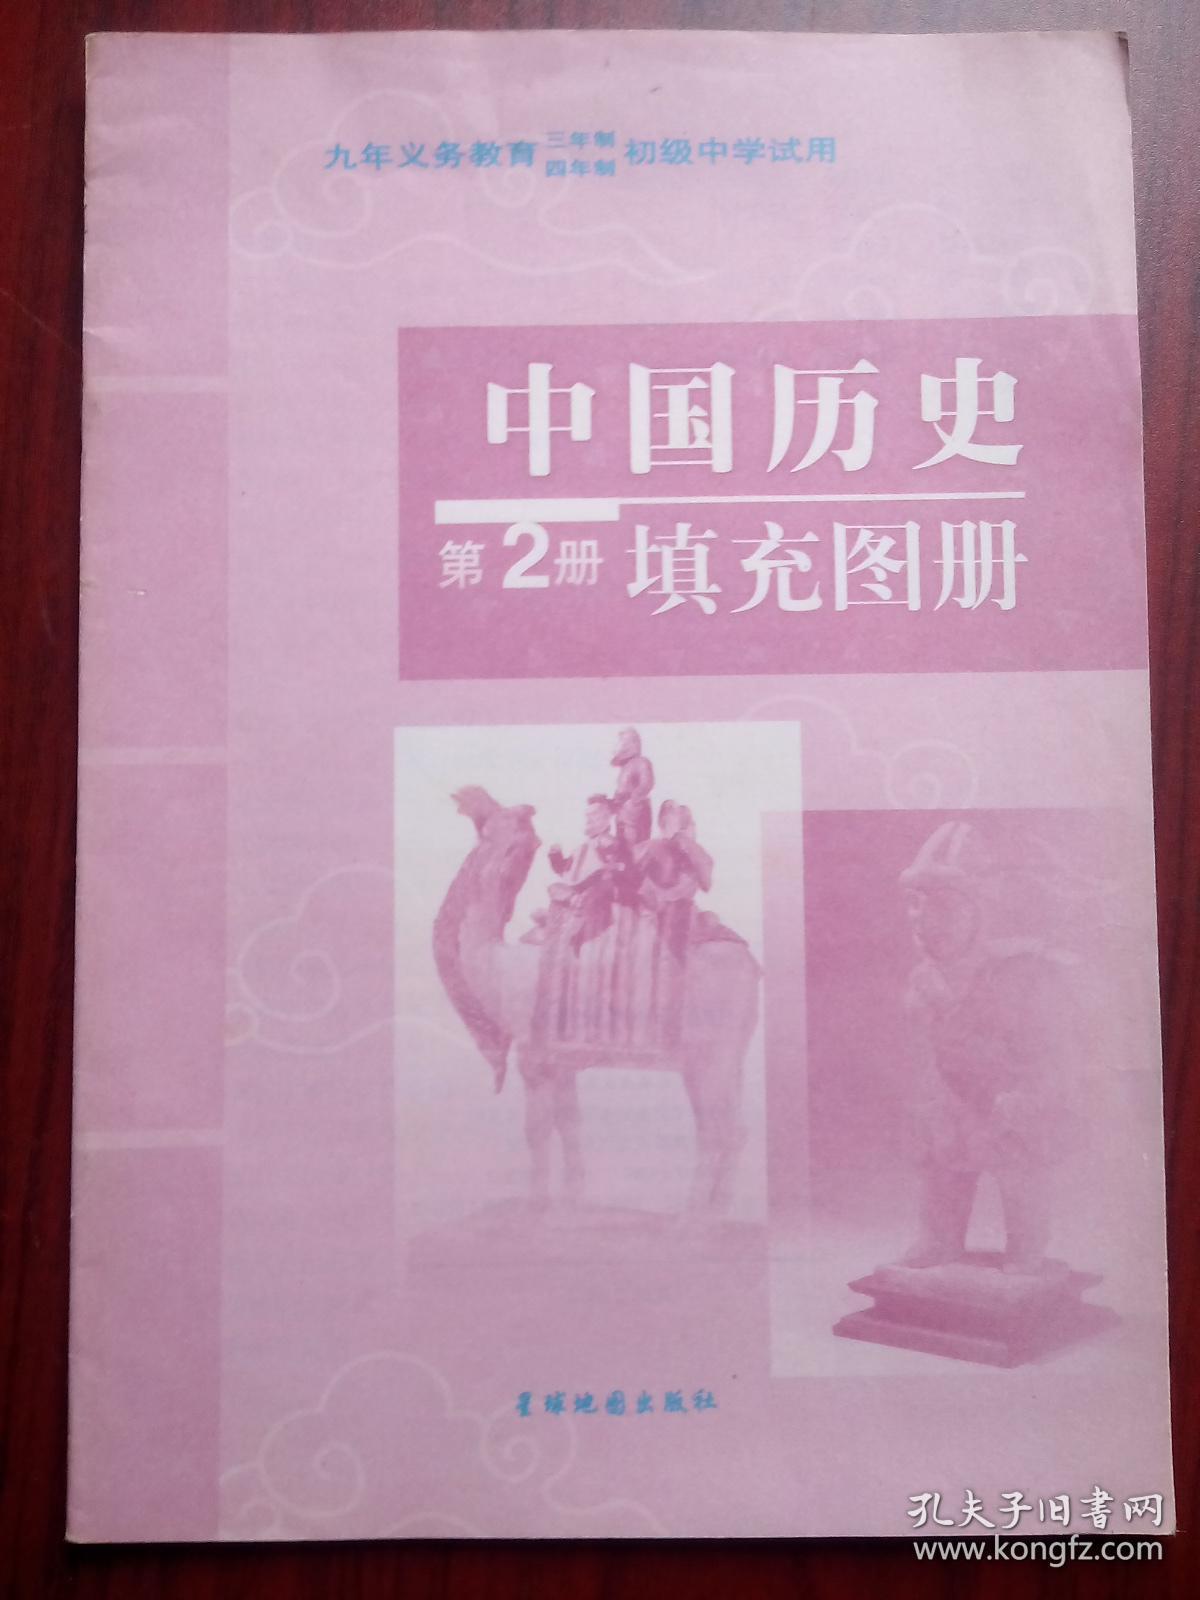 九年义务教育 三年制 四年制 初级中学试用
中国历史
第2册 填充图册
星球地图出版社
孔夫子旧书网
www.kongfz.com